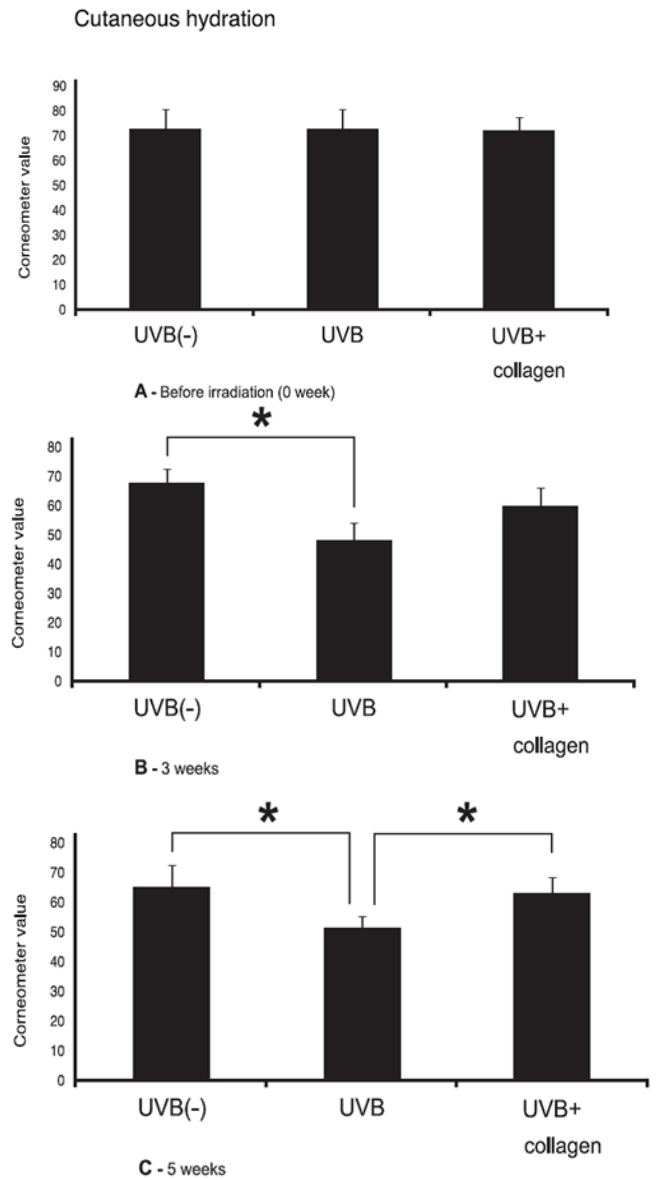 Cutaneous hydration
Corneometer value
90
80
70
60
50
40
30
20
10
0
UVB(-) UVB UVB+
collagen
A - Before irradiation (0 week)
*
Corneometer value
80
70
60
50
40
30
20
10
0
UVB(-) UVB UVB+
collagen
B - 3 weeks
* *
Corneometer value
80
70
60
50
40
30
20
10
0
UVB(-) UVB UVB+
collagen
C - 5 weeks